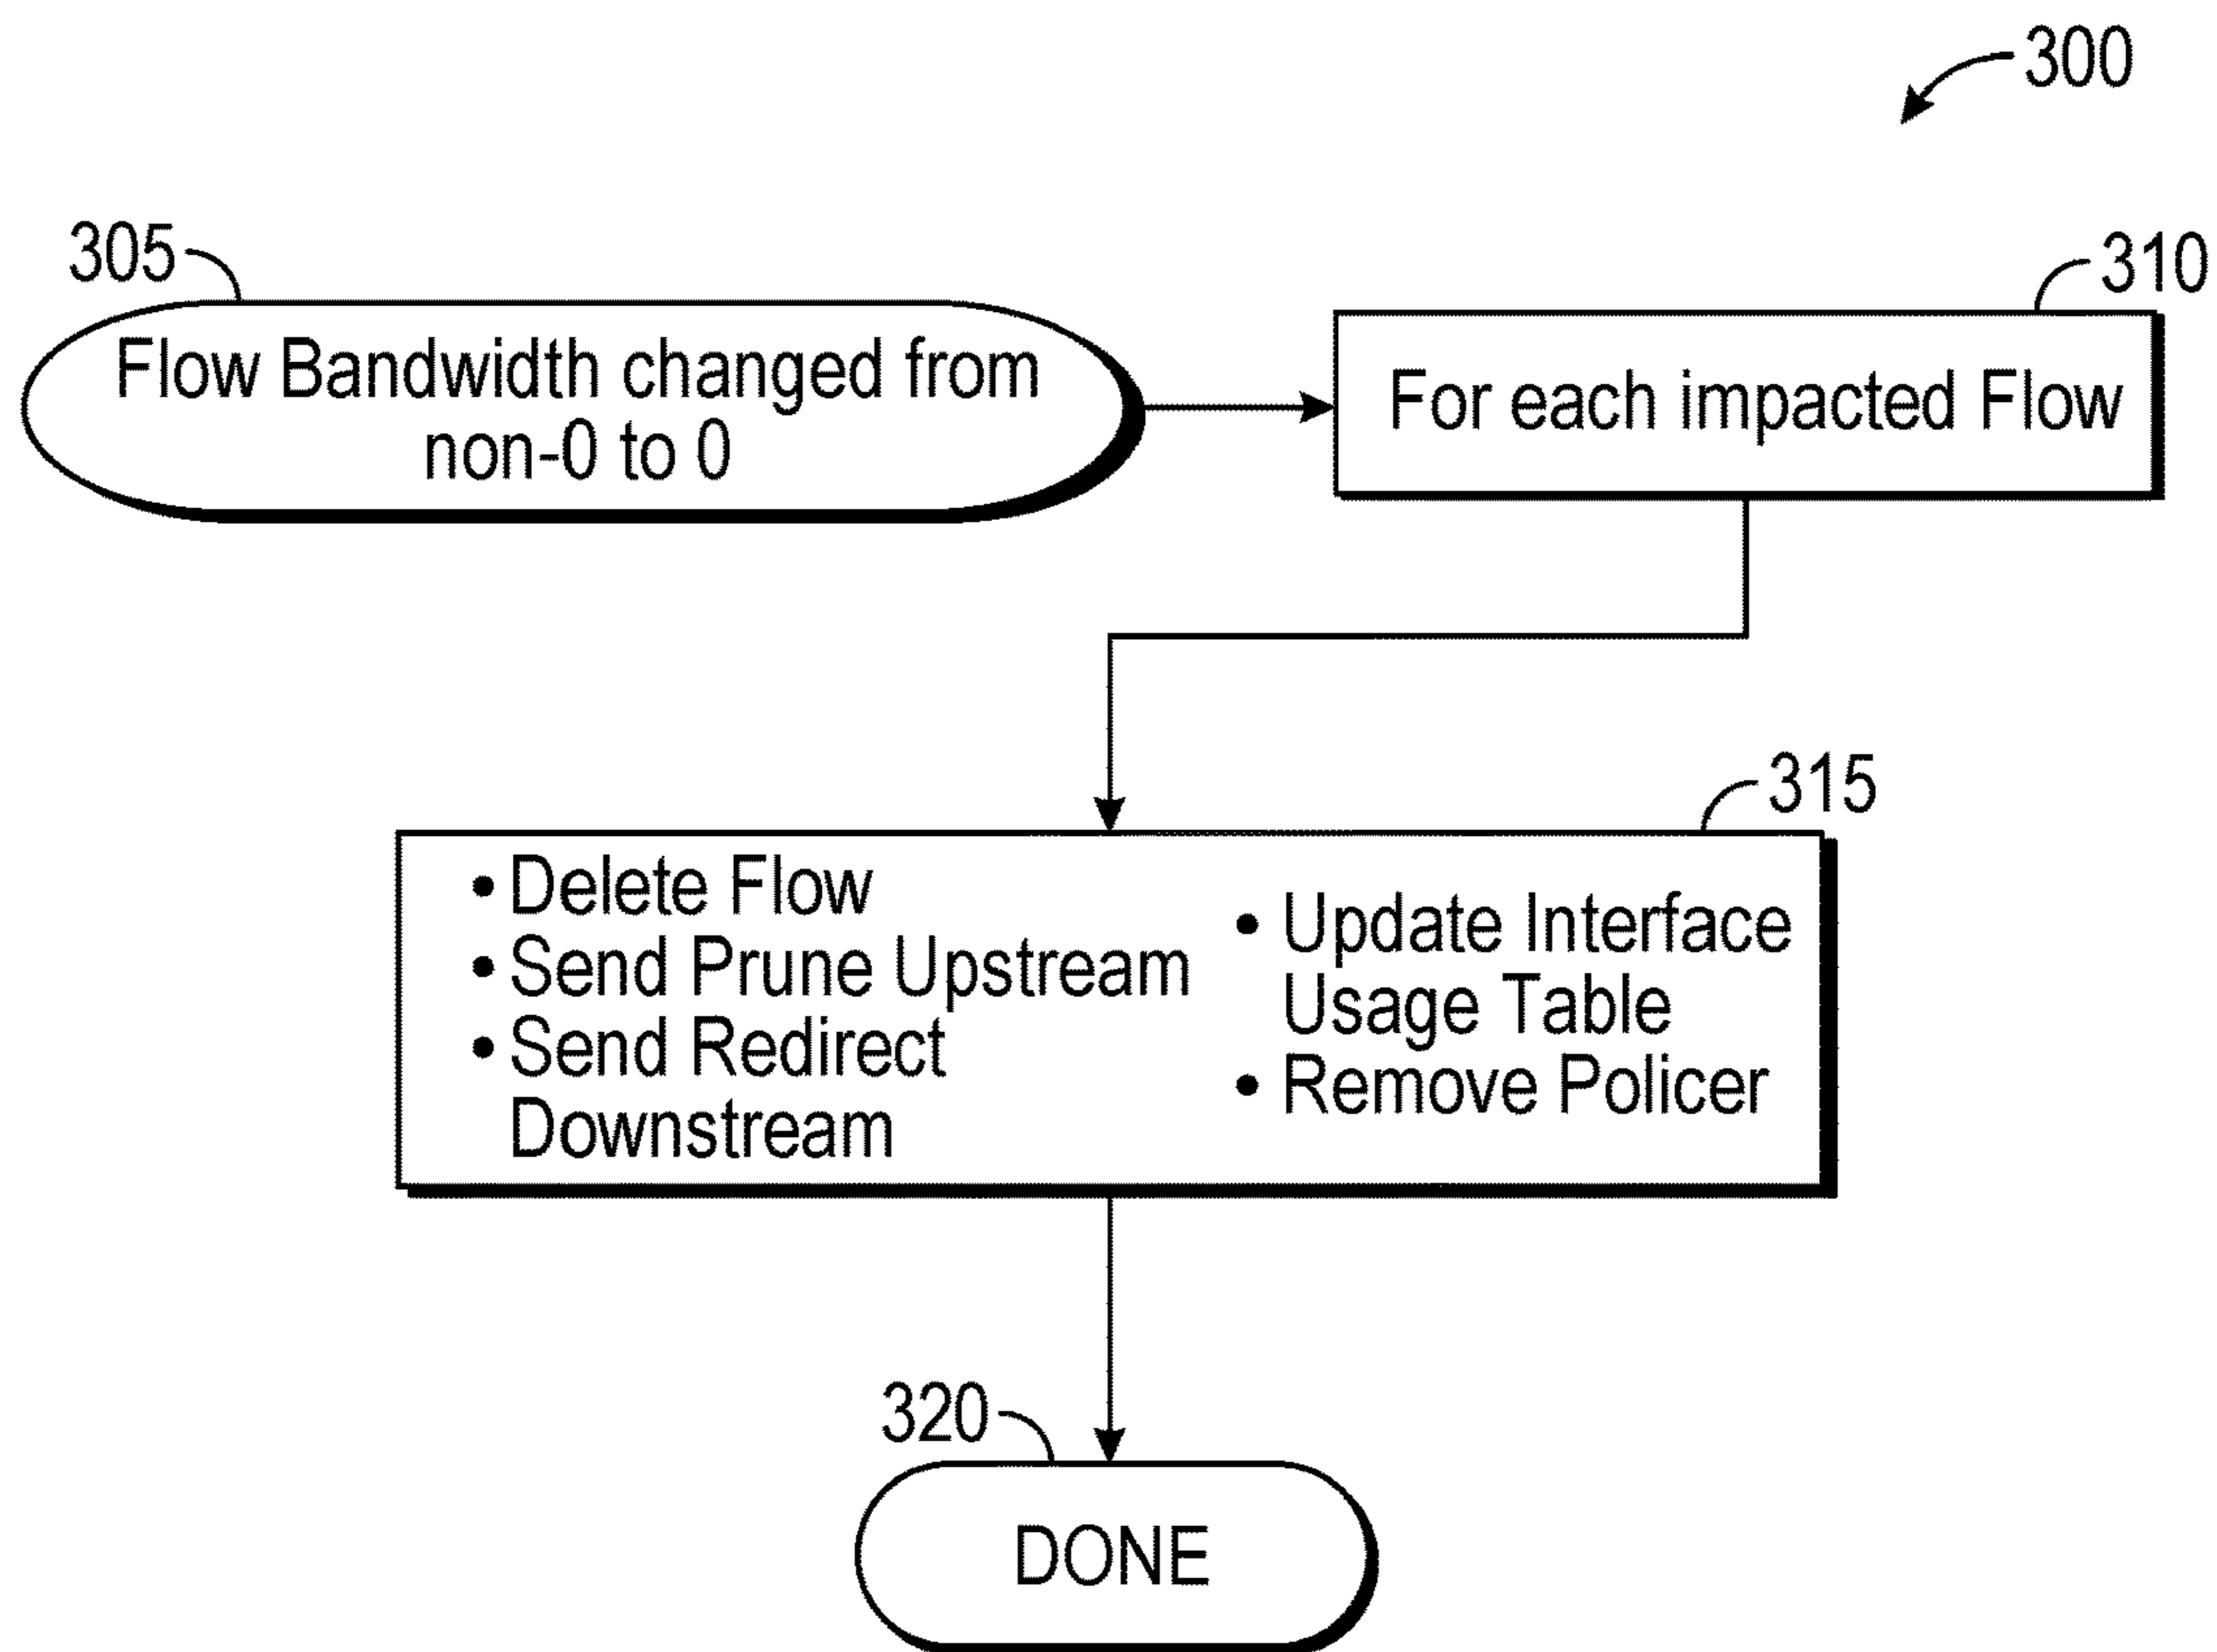 300
305
Flow Bandwidth changed from
non-0 to 0
310
For each impacted Flow
315
• Delete Flow
• Send Prune Upstream
• Send Redirect
Downstream
• Update Interface
Usage Table
• Remove Policer
320
DONE